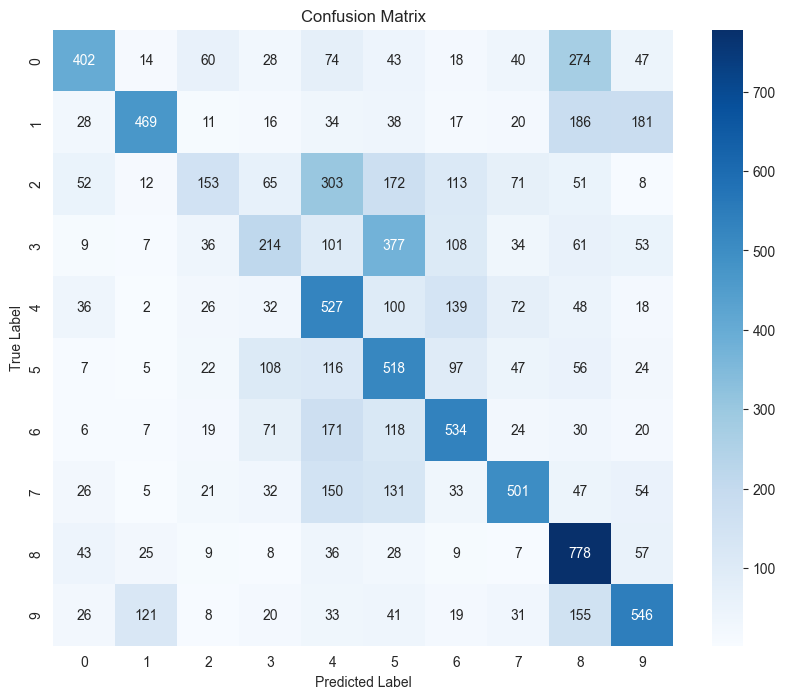 Confusion Matrix
0 402 14 60 28 74 43 18 40 274 47
1 28 469 11 16 34 38 17 20 186 181
2 52 12 153 65 303 172 113 71 51 8
3 9 7 36 214 101 377 108 34 61 53
4 36 2 26 32 527 100 139 72 48 18
5 7 5 22 108 116 518 97 47 56 24
6 6 7 19 71 171 118 534 24 30 20
7 26 5 21 32 150 131 33 501 47 54
8 43 25 9 8 36 28 9 7 778 57
9 26 121 8 20 33 41 19 31 155 546
0 1 2 3 4 5 6 7 8 9
Predicted Label
True Label
700
600
500
400
300
200
100